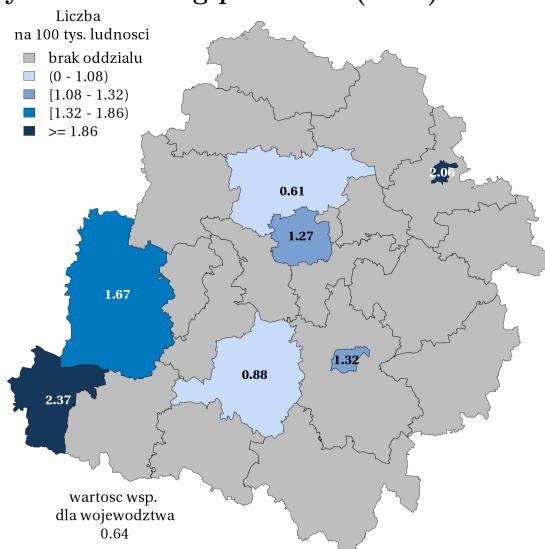 Liczba
na 100 tys. ludnosci
brak oddzialu
(0 - 1.08)
[1.08 - 1.32)
[1.32 - 1.86)
>= 1.86
2.06
0.61
1.27
1.67
1.32
0.88
2.37
wartosc wsp.
dla wojewodztwa
0.64